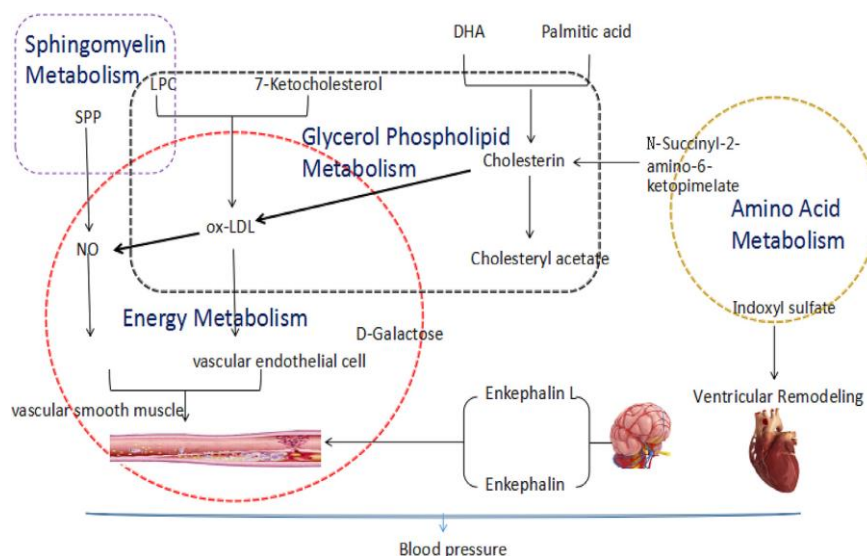 Sphingomyelin
Metabolism
DHA
Palmitic acid
LPC
7-Ketocholesterol
SPP
Glycerol Phospholipid
Metabolism
Cholesterin
N-Succinyl-2-
amino-6-
ketopimelate
Amino Acid
Metabolism
ox-LDL
NO
Cholesteryl acetate
Indoxyl sulfate
Energy Metabolism
D-Galactose
vascular endothelial cell
Enkephalin L
Ventricular Remodeling
vascular smooth muscle
Enkephalin
Blood pressure